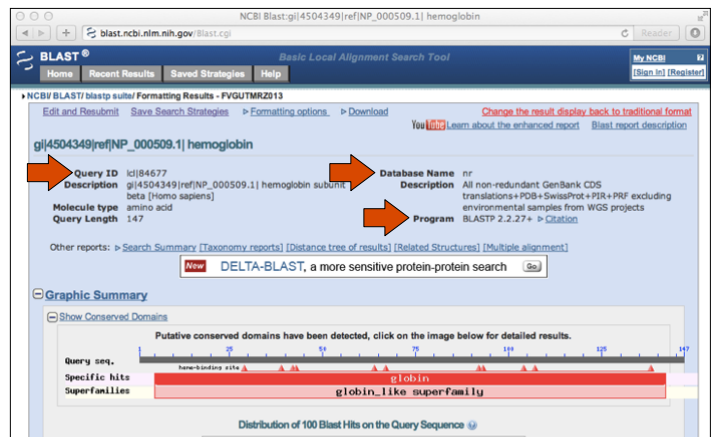 NCBI Blast:gi|4504349|ref|NP_000509.1| hemoglobin
blast.ncbi.nlm.nih.gov/Blast.cgi
Reader
BLAST ®
Basic Local Alignment Search Tool
My NCBI
[Sign In] [Register]
Home Recent Results Saved Strategies Help
NCBI/ BLAST/ blastp suite/ Formatting Results - FVGUTMRZ013
Edit and Resubmit Save Search Strategies Formatting options Download
Change the result display back to traditional format
YouTube Learn about the enhanced report Blast report description
gi|4504349|ref|NP_000509.1| hemoglobin
Query ID lcl|84677
Description gi|4504349|ref|NP_000509.1| hemoglobin subunit
beta [Homo sapiens]
Molecule type amino acid
Query Length 147
Database Name nr
Description All non-redundant GenBank CDS
translations+PDB+SwissProt+PIR+PRF excluding
environmental samples from WGS projects
Program BLASTP 2.2.27+ Citation
Other reports: Search Summary [Taxonomy reports] [Distance tree of results] [Related Structures] [Multiple alignment]
New DELTA-BLAST, a more sensitive protein-protein search Go
Graphic Summary
Show Conserved Domains
Putative conserved domains have been detected, click on the image below for detailed results.
1 25 50 75 100 125 147
Query seq.
heme-binding site
Specific hits globin
Superfamilies globin_like superfamily
Distribution of 100 Blast Hits on the Query Sequence